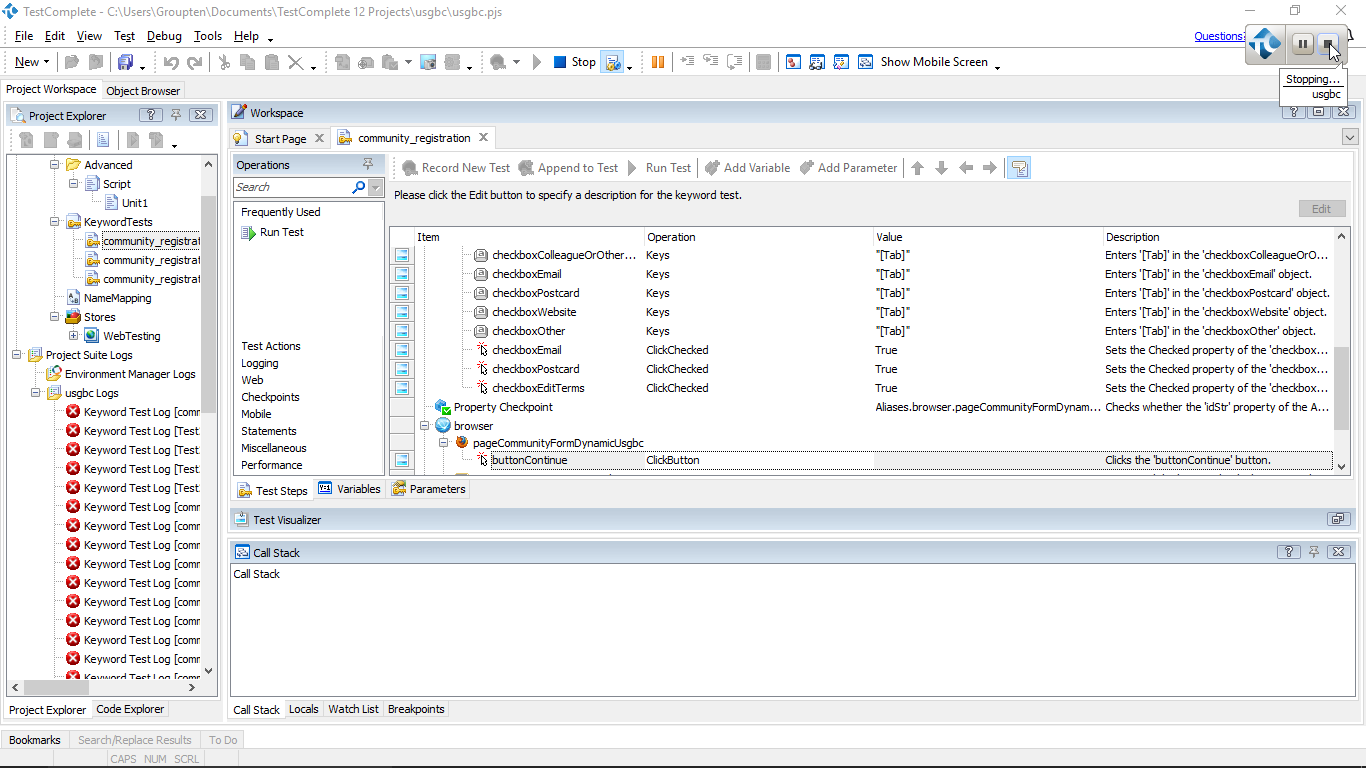 TestComplete - C:\Users\Groupten\Documents\TestComplete 12 Projects\usgbc\usgbc.pjs
File Edit View Test Debug Tools Help
Questions?
New Stop Show Mobile Screen
Stopping...
usgbc
Project Workspace Object Browser
Project Explorer
Workspace
Start Page community_registration
Advanced
Script
Unit1
KeywordTests
community_registrat
community_registrat
community_registrat
NameMapping
Stores
WebTesting
Project Suite Logs
Environment Manager Logs
usgbc Logs
Keyword Test Log [comr
Keyword Test Log [Test
Keyword Test Log [comr
Keyword Test Log [Test
Keyword Test Log [Test
Keyword Test Log [comr
Keyword Test Log [comr
Keyword Test Log [comr
Keyword Test Log [comr
Keyword Test Log [comr
Keyword Test Log [comr
Keyword Test Log [comr
Keyword Test Log [comr
Keyword Test Log [comr
Keyword Test Log [comr
Project Explorer Code Explorer
Operations
Search
Frequently Used
Run Test
Test Actions
Logging
Web
Checkpoints
Mobile
Statements
Miscellaneous
Performance
Record New Test Append to Test Run Test Add Variable Add Parameter
Please click the Edit button to specify a description for the keyword test.
Edit
Item Operation Value Description
checkboxColleagueOrOther... Keys "[Tab]" Enters '[Tab]' in the 'checkboxColleagueOrO...
checkboxEmail Keys "[Tab]" Enters '[Tab]' in the 'checkboxEmail' object.
checkboxPostcard Keys "[Tab]" Enters '[Tab]' in the 'checkboxPostcard' object.
checkboxWebsite Keys "[Tab]" Enters '[Tab]' in the 'checkboxWebsite' object.
checkboxOther Keys "[Tab]" Enters '[Tab]' in the 'checkboxOther' object.
checkboxEmail ClickChecked True Sets the Checked property of the 'checkbox...
checkboxPostcard ClickChecked True Sets the Checked property of the 'checkbox...
checkboxEditTerms ClickChecked True Sets the Checked property of the 'checkbox...
Property Checkpoint Aliases.browser.pageCommunityFormDynam... Checks whether the 'idStr' property of the A...
browser
pageCommunityFormDynamicUsgbc
buttonContinue ClickButton Clicks the 'buttonContinue' button.
Test Steps Variables Parameters
Test Visualizer
Call Stack
Call Stack
Call Stack Locals Watch List Breakpoints
Bookmarks Search/Replace Results To Do
CAPS NUM SCRL